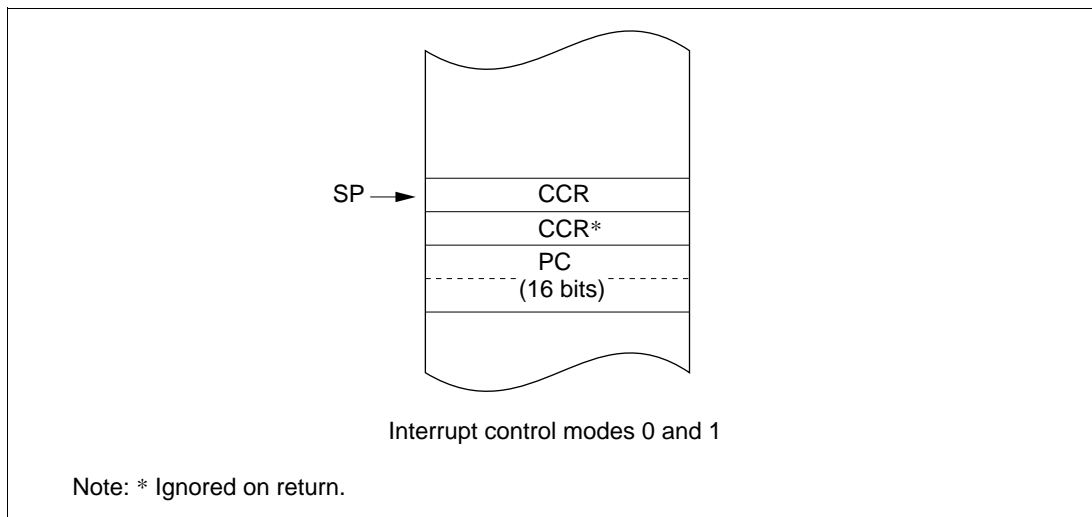 SP
CCR
CCR*
PC
(16 bits)
Interrupt control modes 0 and 1
Note: * Ignored on return.